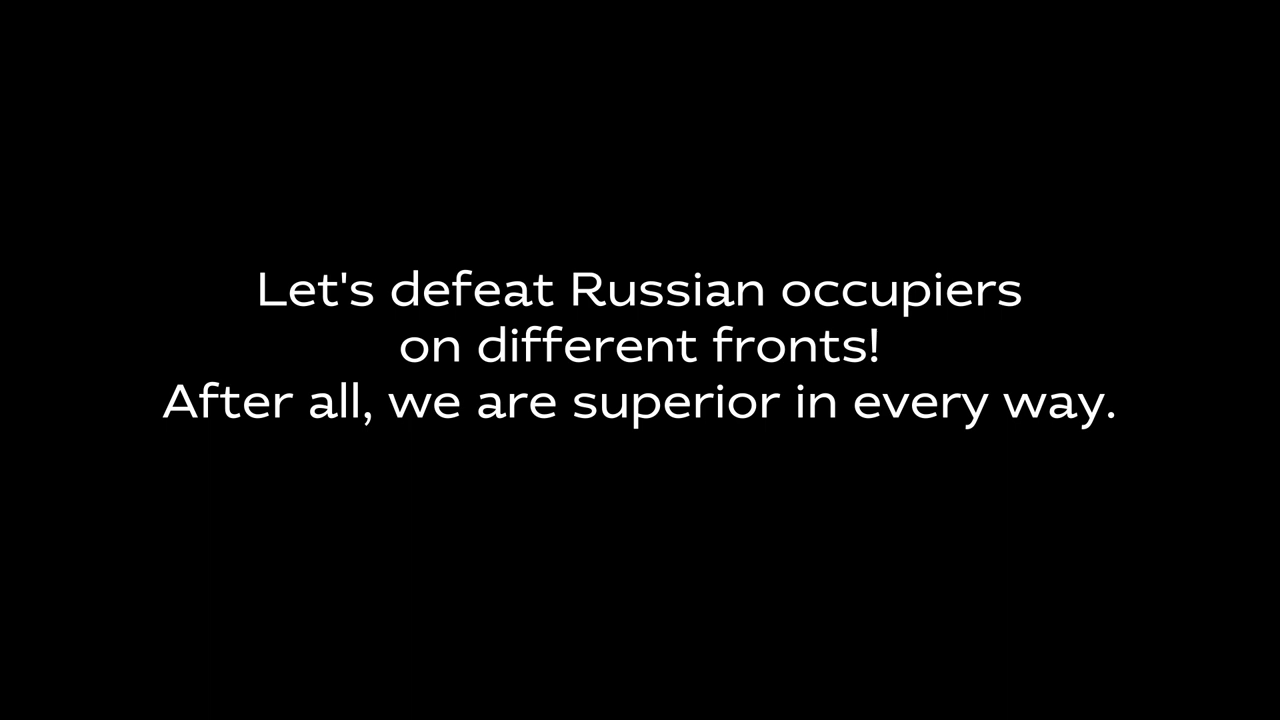 Let's defeat Russian occupiers
on different fronts!
After all, we are superior in every way.